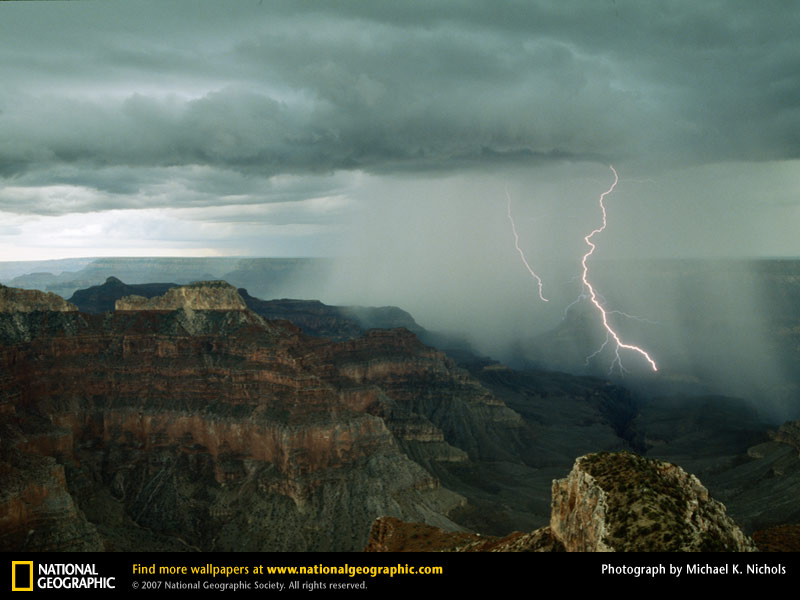 NATIONAL
GEOGRAPHIC
Find more wallpapers at www.nationalgeographic.com
© 2007 National Geographic Society. All rights reserved.
Photograph by Michael K. Nichols